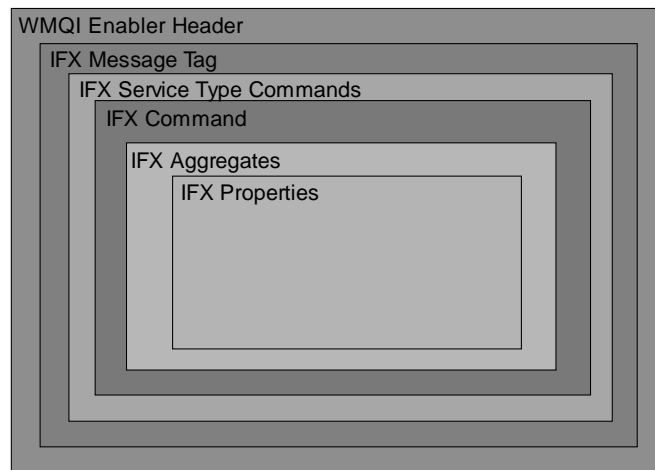 WMQI Enabler Header
IFX Message Tag
IFX Service Type Commands
IFX Command
IFX Aggregates
IFX Properties